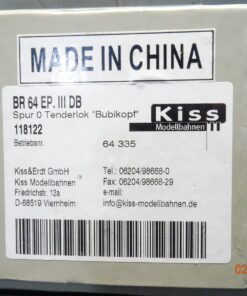 MADE IN CHINA
BR 64 EP. III DB
Spur 0 Tenderlok "Bubikopf"
118122
Kiss
Modellbahnen
Betriebsnr. 64 335
Kiss&Erdt GmbH Tel.: 06204/98668-0
Kiss Modellbahnen Fax: 06204/98668-29
Friedrichstr. 12a email:
D-68519 Viernheim info@kiss-modellbahnen.de
02